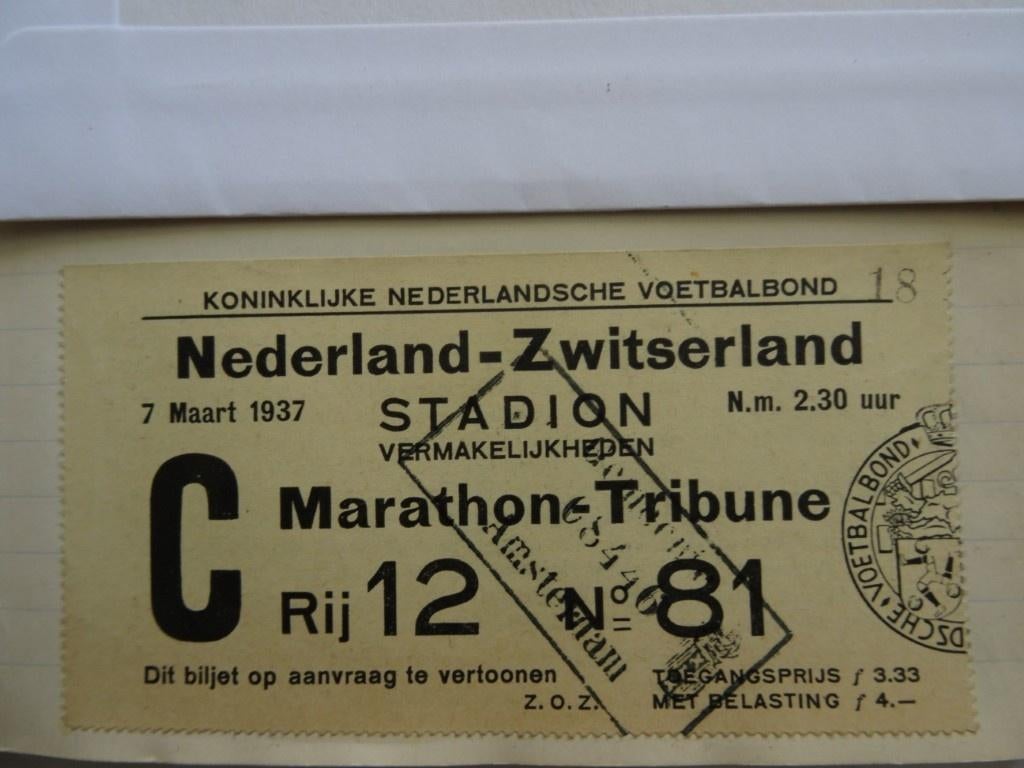 KONINKLIJKE NEDERLANDSCHE VOETBALBOND 18
Nederland-Zwitserland
7 Maart 1937 STADION N.m. 2.30 uur
VERMAKELIJKHEDEN
C Marathon-Tribune
Rij 12 No 81
Dit biljet op aanvraag te vertoonen
Z.O.Z.
TOEGANGSPRIJS ƒ 3.33
MET BELASTING ƒ 4.—
Amsterdam
DSCHE • VOETBALBOND •